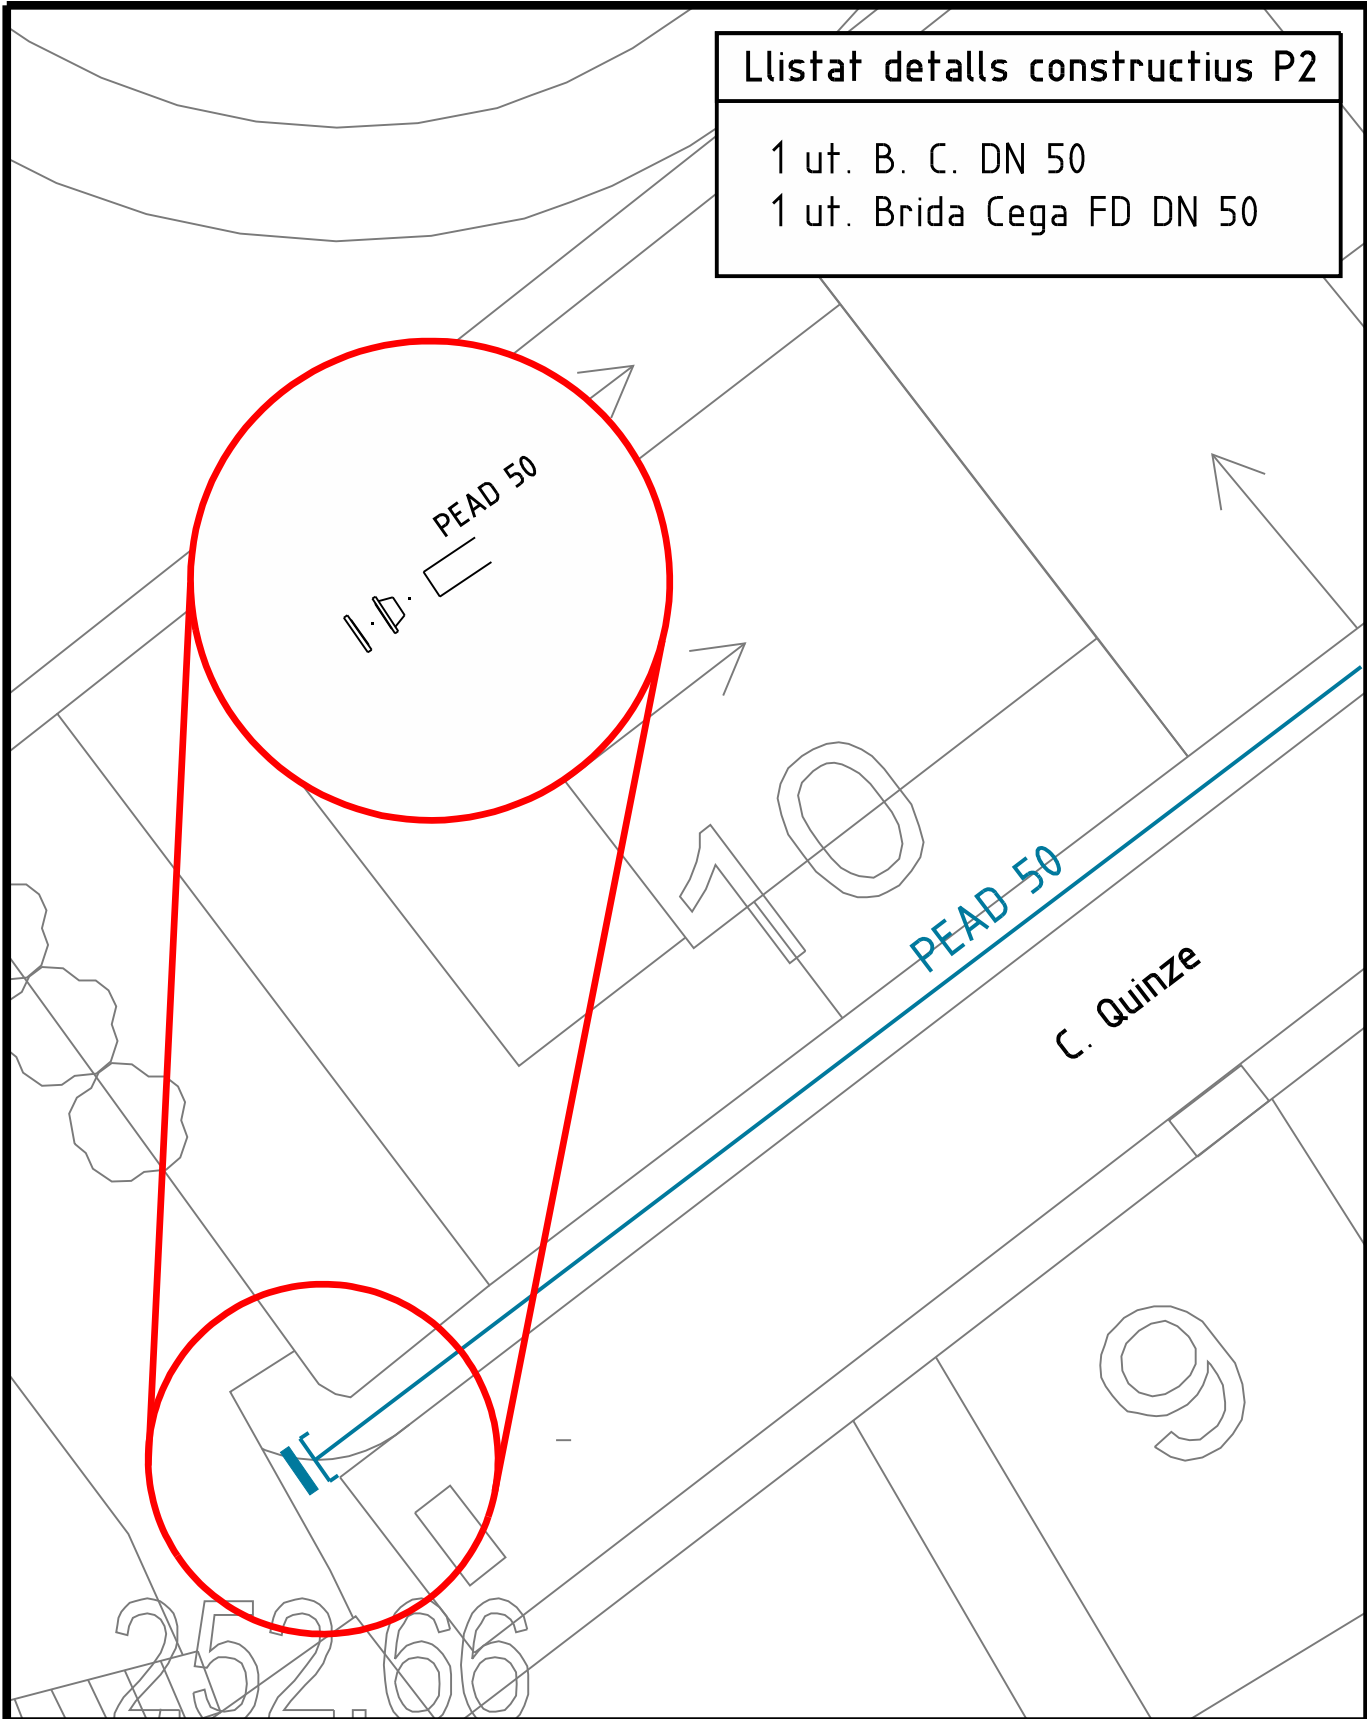 Llistat detalls constructius P2
1 ut. B. C. DN 50
1 ut. Brida Cega FD DN 50
PEAD 50
10
PEAD 50
C. Quinze
9
252.66